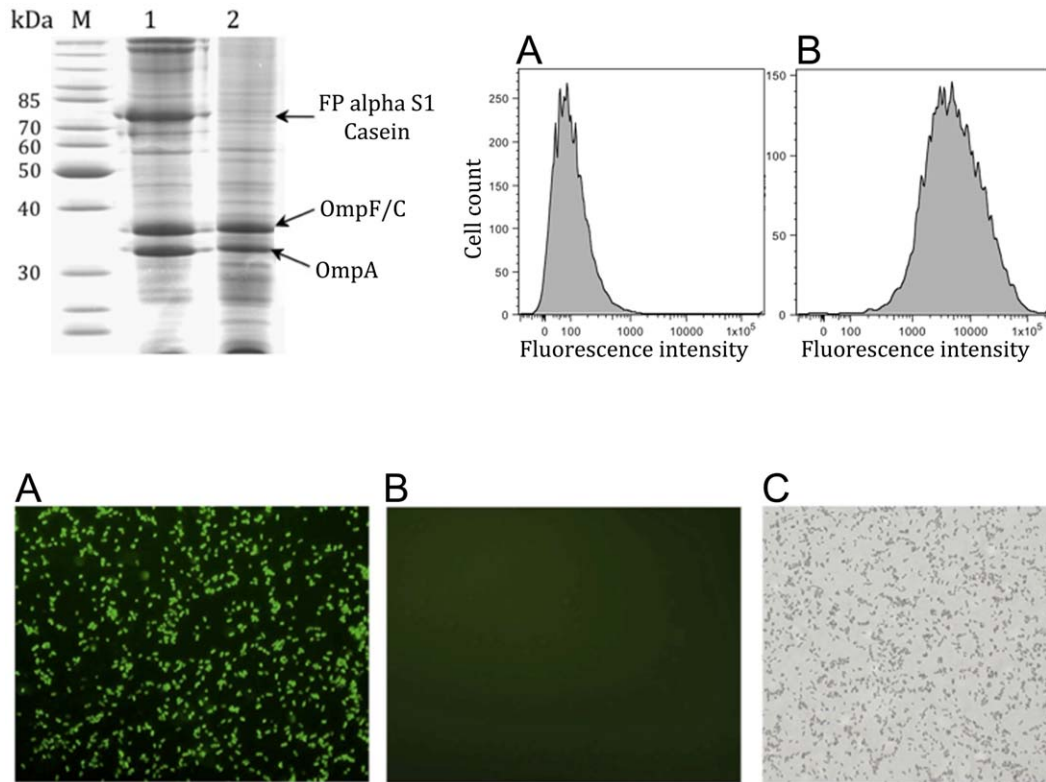 kDa M 1 2
85
70
60
50
40
30
FP alpha S1
Casein
OmpF/C
OmpA
A
Cell count
250
200
150
100
50
0
0 100 1000 10000 1x10⁵
Fluorescence intensity
B
150
100
50
0
0 100 1000 10000 1x10⁵
Fluorescence intensity
A
B
C